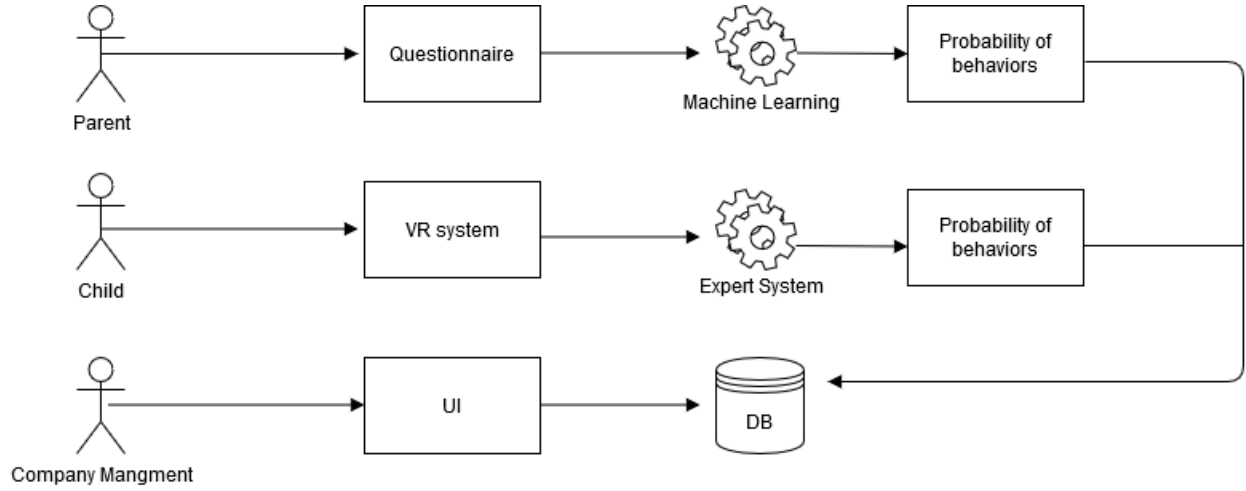 Questionnaire
Probability of
behaviors
Machine Learning
Parent
VR system
Probability of
behaviors
Expert System
Child
UI
DB
Company Mangment